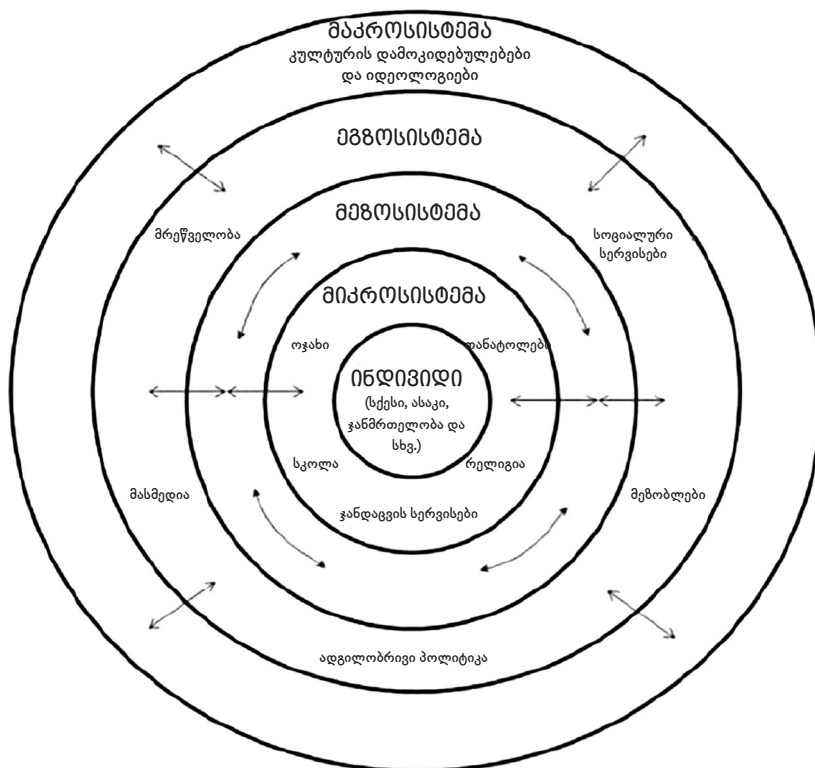 მაკროსისტემა
კულტურის დამოკიდებულებები
და იდეოლოგიები
ეგზოსისტემა
მეზოსისტემა
მრეწველობა
სოციალური
სერვისები
მიკროსისტემა
ოჯახი
თანატოლები
ინდივიდი
(სქესი, ასაკი,
ჯანმრთელობა და
სხვ.)
სკოლა
რელიგია
მასმედია
მეზობლები
ჯანდაცვის სერვისები
ადგილობრივი პოლიტიკა